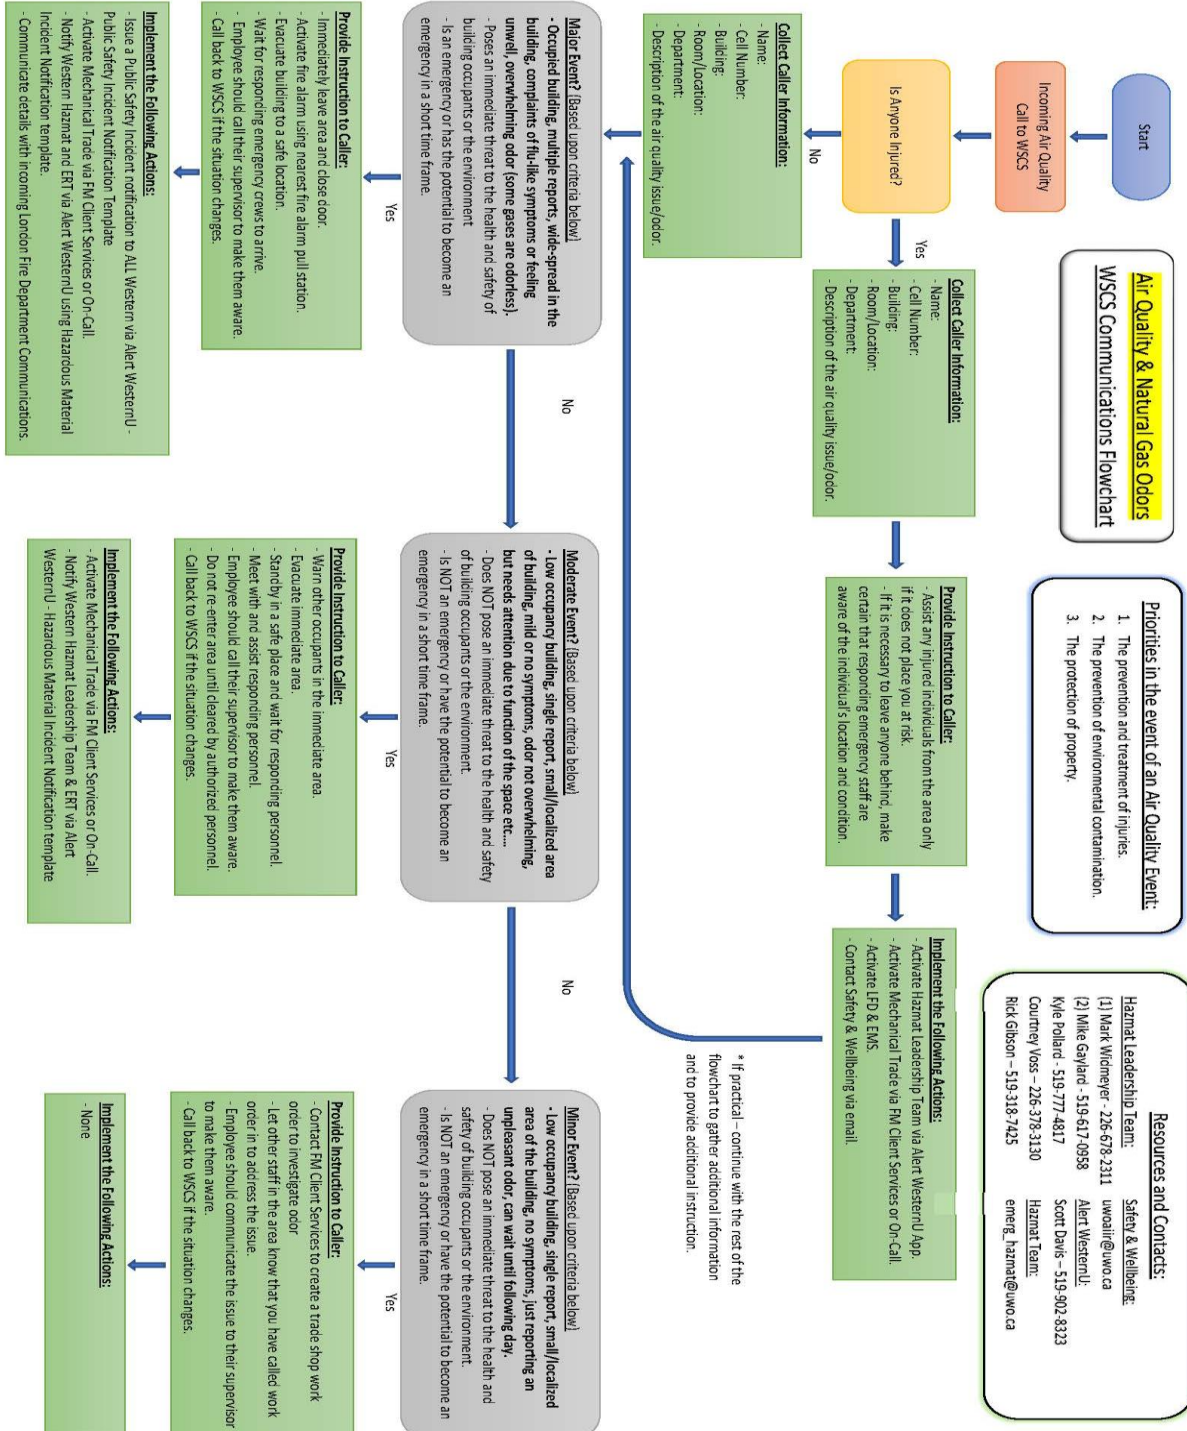 Start
Incoming Air Quality
Call to WSCS
Is Anyone Injured?
No
Yes
Air Quality & Natural Gas Odors
WSCS Communications Flowchart
Priorities in the event of an Air Quality Event:
1. The prevention and treatment of injuries.
2. The prevention of environmental contamination.
3. The protection of property.
Resources and Contacts:
Hazmat Leadership Team:
(1) Mark Widmeyer - 226-678-2311
(2) Mike Gaylard - 519-617-0958
Kyle Pollard - 519-777-4817
Courtney Voss – 226-378-3130
Rick Gibson – 519-318-7425
Safety & Wellbeing:
uwoaiir@uwo.ca
Alert WesternU:
Scott Davis – 519-902-8323
Hazmat Team:
emerg_hazmat@uwo.ca
Collect Caller Information:
- Name:
- Cell Number:
- Building:
- Room/Location:
- Department:
- Description of the air quality issue/odor.
Provide Instruction to Caller:
- Assist any injured individuals from the area only
if it does not place you at risk.
- If it is necessary to leave anyone behind, make
certain that responding emergency staff are
aware of the individual's location and condition.
Implement the Following Actions:
- Activate Hazmat Leadership Team via Alert WesternU App.
- Activate Mechanical Trade via FM Client Services or On-Call.
- Activate LFD & EMS.
- Contact Safety & Wellbeing via email.
* If practical – continue with the rest of the
flowchart to gather additional information
and to provide additional instruction.
Collect Caller Information:
- Name:
- Cell Number:
- Building:
- Room/Location:
- Department:
- Description of the air quality issue/odor.
Major Event? (Based upon criteria below)
- Occupied building, multiple reports, wide-spread in the
building, complaints of flu-like symptoms or feeling
unwell, overwhelming odor (some gases are odorless).
- Poses an immediate threat to the health and safety of
building occupants or the environment
- Is an emergency or has the potential to become an
emergency in a short time frame.
No
Moderate Event? (Based upon criteria below)
- Low occupancy building, single report, small/localized area
of building, mild or no symptoms, odor not overwhelming,
but needs attention due to function of the space etc....
- Does NOT pose an immediate threat to the health and safety
of building occupants or the environment.
- Is NOT an emergency or have the potential to become an
emergency in a short time frame.
No
Minor Event? (Based upon criteria below)
- Low occupancy building, single report, small/localized
area of the building, no symptoms, just reporting an
unpleasant odor, can wait until following day.
- Does NOT pose an immediate threat to the health and
safety of building occupants or the environment.
- Is NOT an emergency or have the potential to become an
emergency in a short time frame.
Yes
Yes
Yes
Provide Instruction to Caller:
- Immediately leave area and close door.
- Activate fire alarm using nearest fire alarm pull station.
- Evacuate building to a safe location.
- Wait for responding emergency crews to arrive.
- Employee should call their supervisor to make them aware.
- Call back to WSCS if the situation changes.
Provide Instruction to Caller:
- Warn other occupants in the immediate area.
- Evacuate immediate area.
- Standby in a safe place and wait for responding personnel.
- Meet with and assist responding personnel.
- Employee should call their supervisor to make them aware.
- Do not re-enter area until cleared by authorized personnel.
- Call back to WSCS if the situation changes.
Provide Instruction to Caller:
- Contact FM Client Services to create a trade shop work
order to investigate odor
- Let other staff in the area know that you have called work
order in to address the issue.
- Employee should communicate the issue to their supervisor
to make them aware.
- Call back to WSCS if the situation changes.
Implement the Following Actions:
- Issue a Public Safety Incident notification to ALL Western via Alert WesternU -
Public Safety Incident Notification Template
- Activate Mechanical Trade via FM Client Services or On-Call.
- Notify Western Hazmat and ERT via Alert WesternU using Hazardous Material
Incident Notification template.
- Communicate details with incoming London Fire Department Communications.
Implement the Following Actions:
- Activate Mechanical Trade via FM Client Services or On-Call.
- Notify Western Hazmat Leadership Team & ERT via Alert
WesternU - Hazardous Material Incident Notification template
Implement the Following Actions:
- None